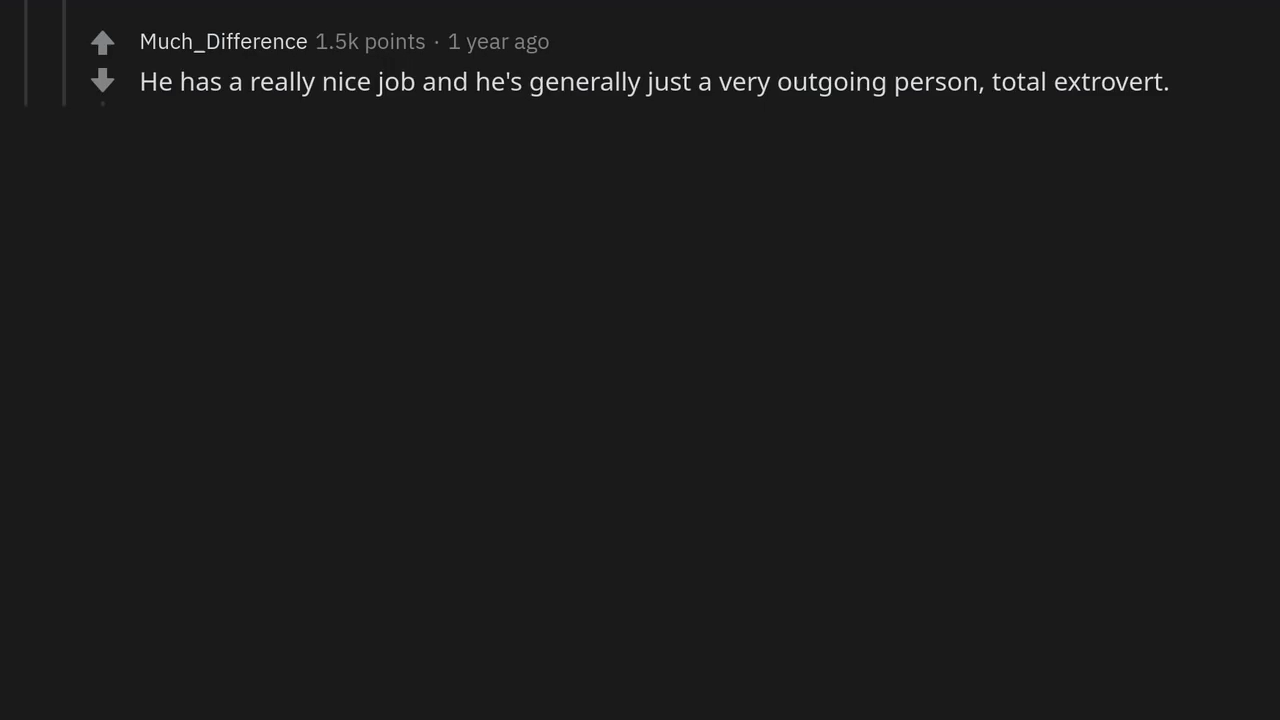 Much_Difference 1.5k points · 1 year ago
He has a really nice job and he's generally just a very outgoing person, total extrovert.